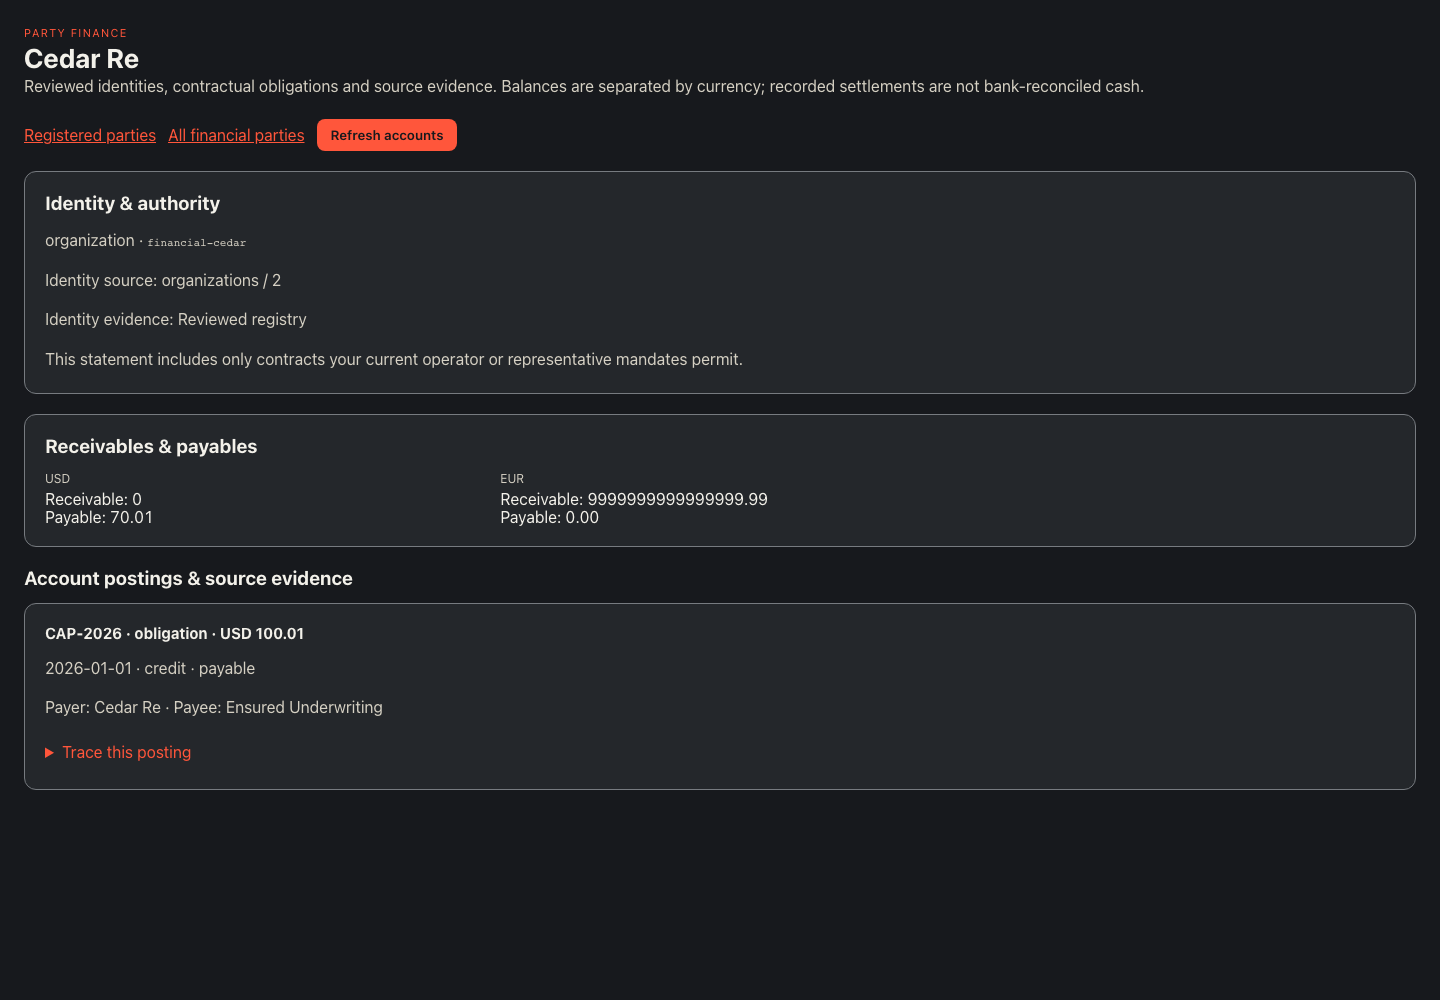 PARTY FINANCE
Cedar Re
Reviewed identities, contractual obligations and source evidence. Balances are separated by currency; recorded settlements are not bank-reconciled cash.
Registered parties All financial parties Refresh accounts
Identity & authority
organization · financial-cedar
Identity source: organizations / 2
Identity evidence: Reviewed registry
This statement includes only contracts your current operator or representative mandates permit.
Receivables & payables
USD
Receivable: 0
Payable: 70.01
EUR
Receivable: 9999999999999999.99
Payable: 0.00
Account postings & source evidence
CAP-2026 · obligation · USD 100.01
2026-01-01 · credit · payable
Payer: Cedar Re · Payee: Ensured Underwriting
Trace this posting